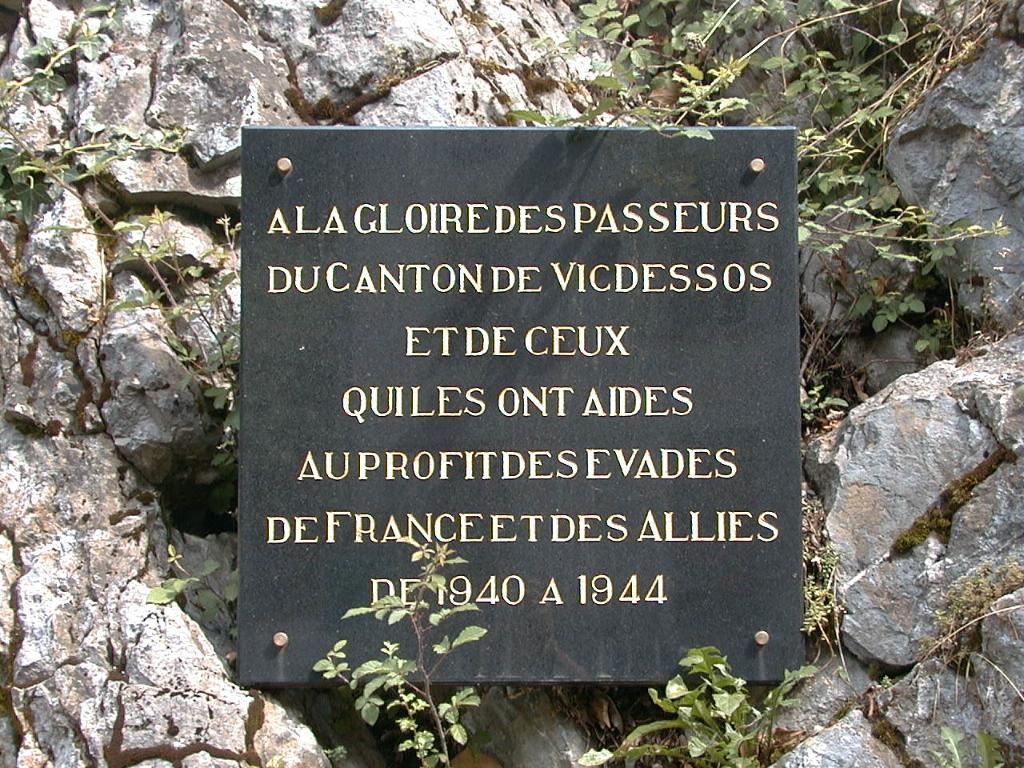 A LA GLOIRE DES PASSEURS
DU CANTON DE VICDESSOS
ET DE CEUX
QUI LES ONT AIDES
AU PROFIT DES EVADES
DE FRANCE ET DES ALLIES
DE 1940 A 1944